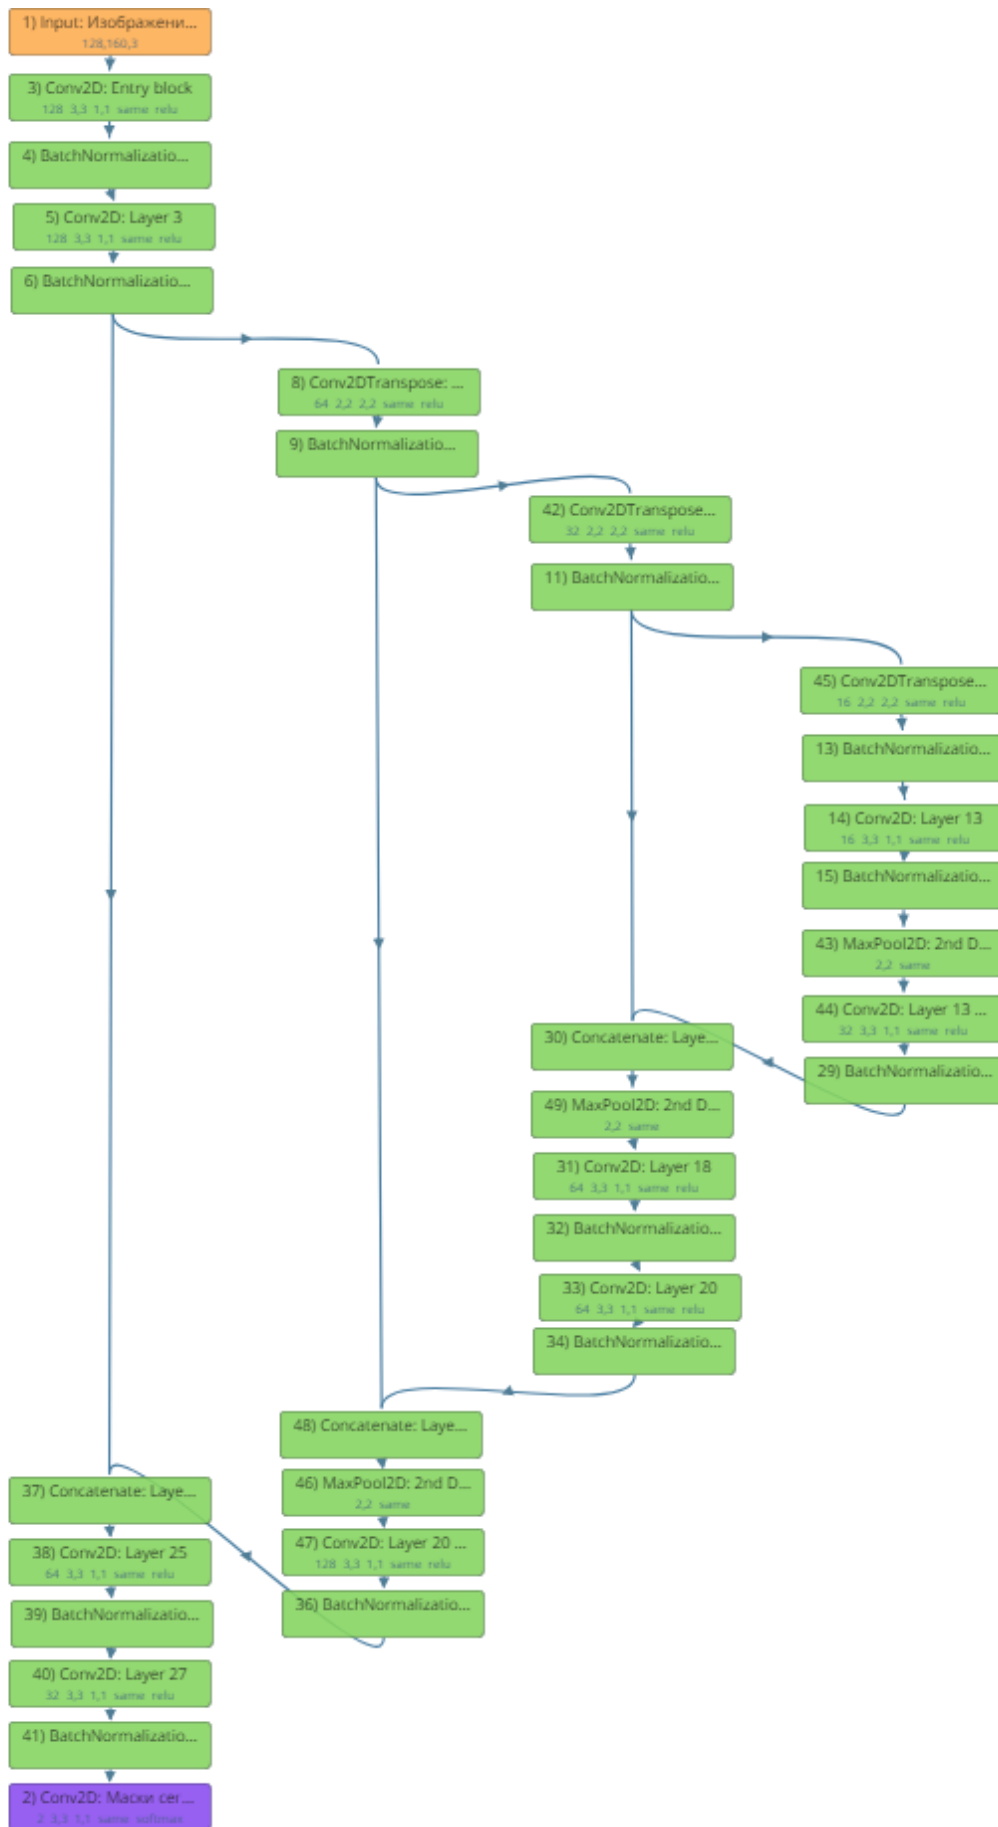 1) Input: Изображени...
128,160,3
3) Conv2D: Entry block
128 3,3 1,1 same relu
4) BatchNormalizatio...
5) Conv2D: Layer 3
128 3,3 1,1 same relu
6) BatchNormalizatio...
8) Conv2DTranspose: ...
64 2,2 2,2 same relu
9) BatchNormalizatio...
42) Conv2DTranspose...
32 2,2 2,2 same relu
11) BatchNormalizatio...
45) Conv2DTranspose...
16 2,2 2,2 same relu
13) BatchNormalizatio...
14) Conv2D: Layer 13
16 3,3 1,1 same relu
15) BatchNormalizatio...
43) MaxPool2D: 2nd D...
2,2 same
44) Conv2D: Layer 13 ...
32 3,3 1,1 same relu
29) BatchNormalizatio...
30) Concatenate: Laye...
49) MaxPool2D: 2nd D...
2,2 same
31) Conv2D: Layer 18
64 3,3 1,1 same relu
32) BatchNormalizatio...
33) Conv2D: Layer 20
64 3,3 1,1 same relu
34) BatchNormalizatio...
48) Concatenate: Laye...
46) MaxPool2D: 2nd D...
2,2 same
47) Conv2D: Layer 20 ...
128 3,3 1,1 same relu
36) BatchNormalizatio...
37) Concatenate: Laye...
38) Conv2D: Layer 25
64 3,3 1,1 same relu
39) BatchNormalizatio...
40) Conv2D: Layer 27
32 3,3 1,1 same relu
41) BatchNormalizatio...
2) Conv2D: Маски сег...
2 3,3 1,1 same softmax